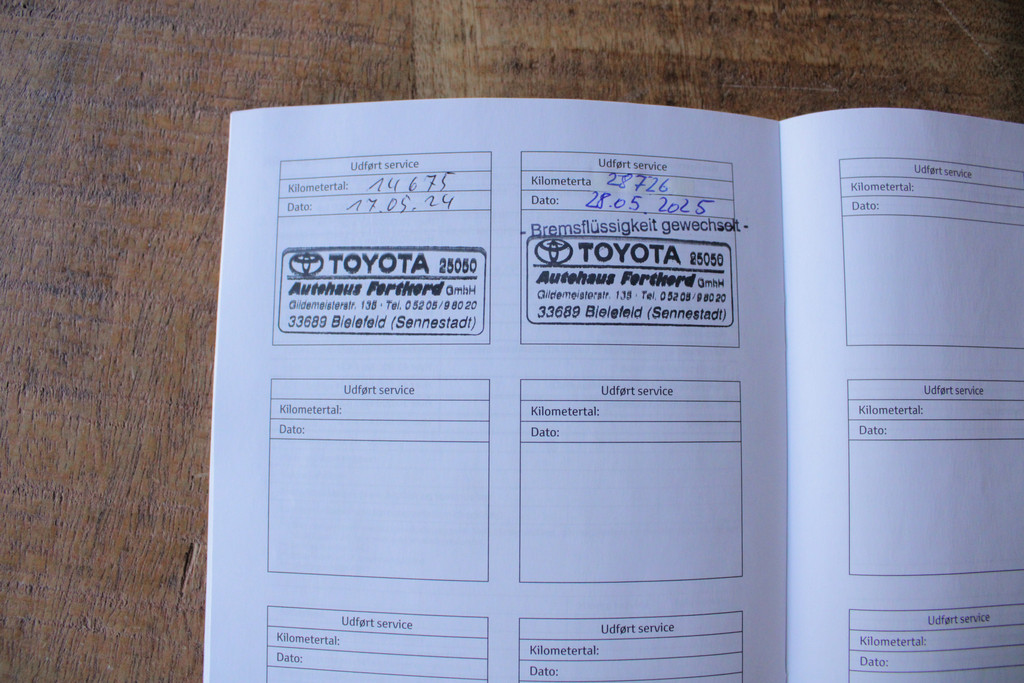 Udført service
Kilometertal: 14675
Dato: 17.05.24
TOYOTA 25050
Autohaus Forthord GmbH
Gildemeisterstr. 135 · Tel. 05205/98020
33689 Bielefeld (Sennestadt)
Udført service
Kilometerta 28726
Dato: 28.05.2025
- Bremsflüssigkeit gewechselt -
TOYOTA 25050
Autohaus Forthord GmbH
Gildemeisterstr. 135 · Tel. 05205/98020
33689 Bielefeld (Sennestadt)
Udført service
Kilometertal:
Dato:
Udført service
Kilometertal:
Dato:
Udført service
Kilometertal:
Dato:
Udført service
Kilometertal:
Dato:
Udført service
Kilometertal:
Dato:
Udført service
Kilometertal:
Dato:
Udført service
Kilometertal:
Dato: